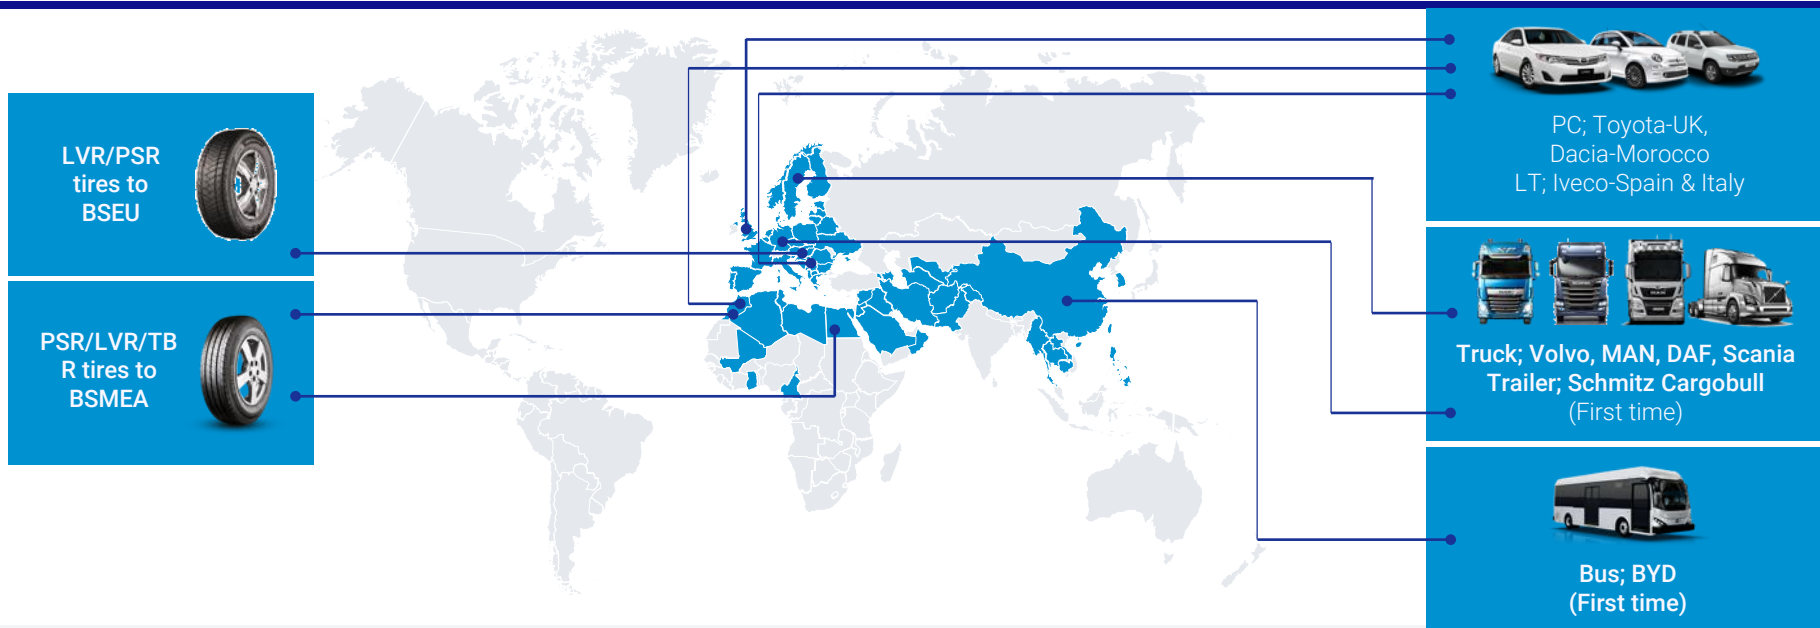 LVR/PSR
tires to
BSEU
PSR/LVR/TB
R tires to
BSMEA
PC; Toyota-UK,
Dacia-Morocco
LT; Iveco-Spain & Italy
Truck; Volvo, MAN, DAF, Scania
Trailer; Schmitz Cargobull
(First time)
Bus; BYD
(First time)